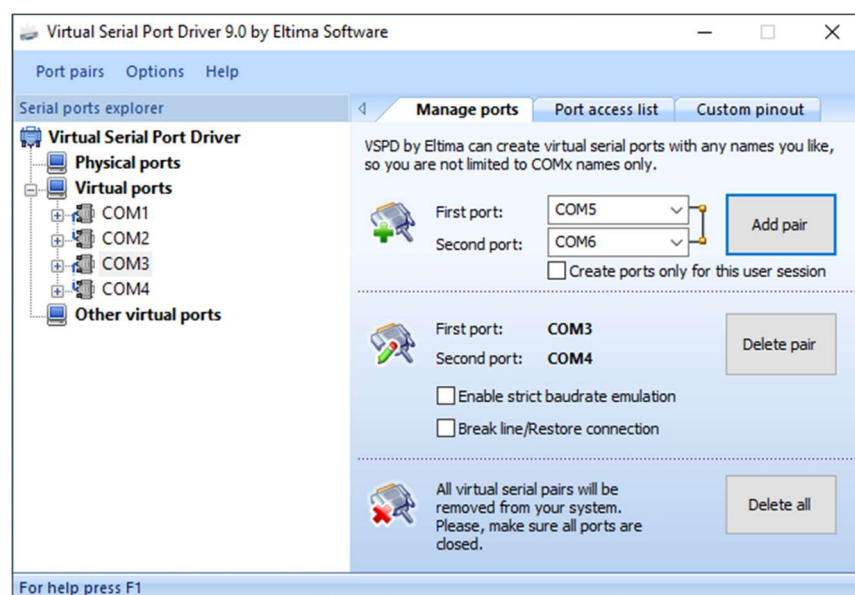 Virtual Serial Port Driver 9.0 by Eltima Software
Port pairs Options Help
Serial ports explorer
Virtual Serial Port Driver
Physical ports
Virtual ports
COM1
COM2
COM3
COM4
Other virtual ports
Manage ports Port access list Custom pinout
VSPD by Eltima can create virtual serial ports with any names you like,
so you are not limited to COMx names only.
First port: COM5
Second port: COM6
Add pair
Create ports only for this user session
First port: COM3
Second port: COM4
Delete pair
Enable strict baudrate emulation
Break line/Restore connection
All virtual serial pairs will be
removed from your system.
Please, make sure all ports are
closed.
Delete all
For help press F1